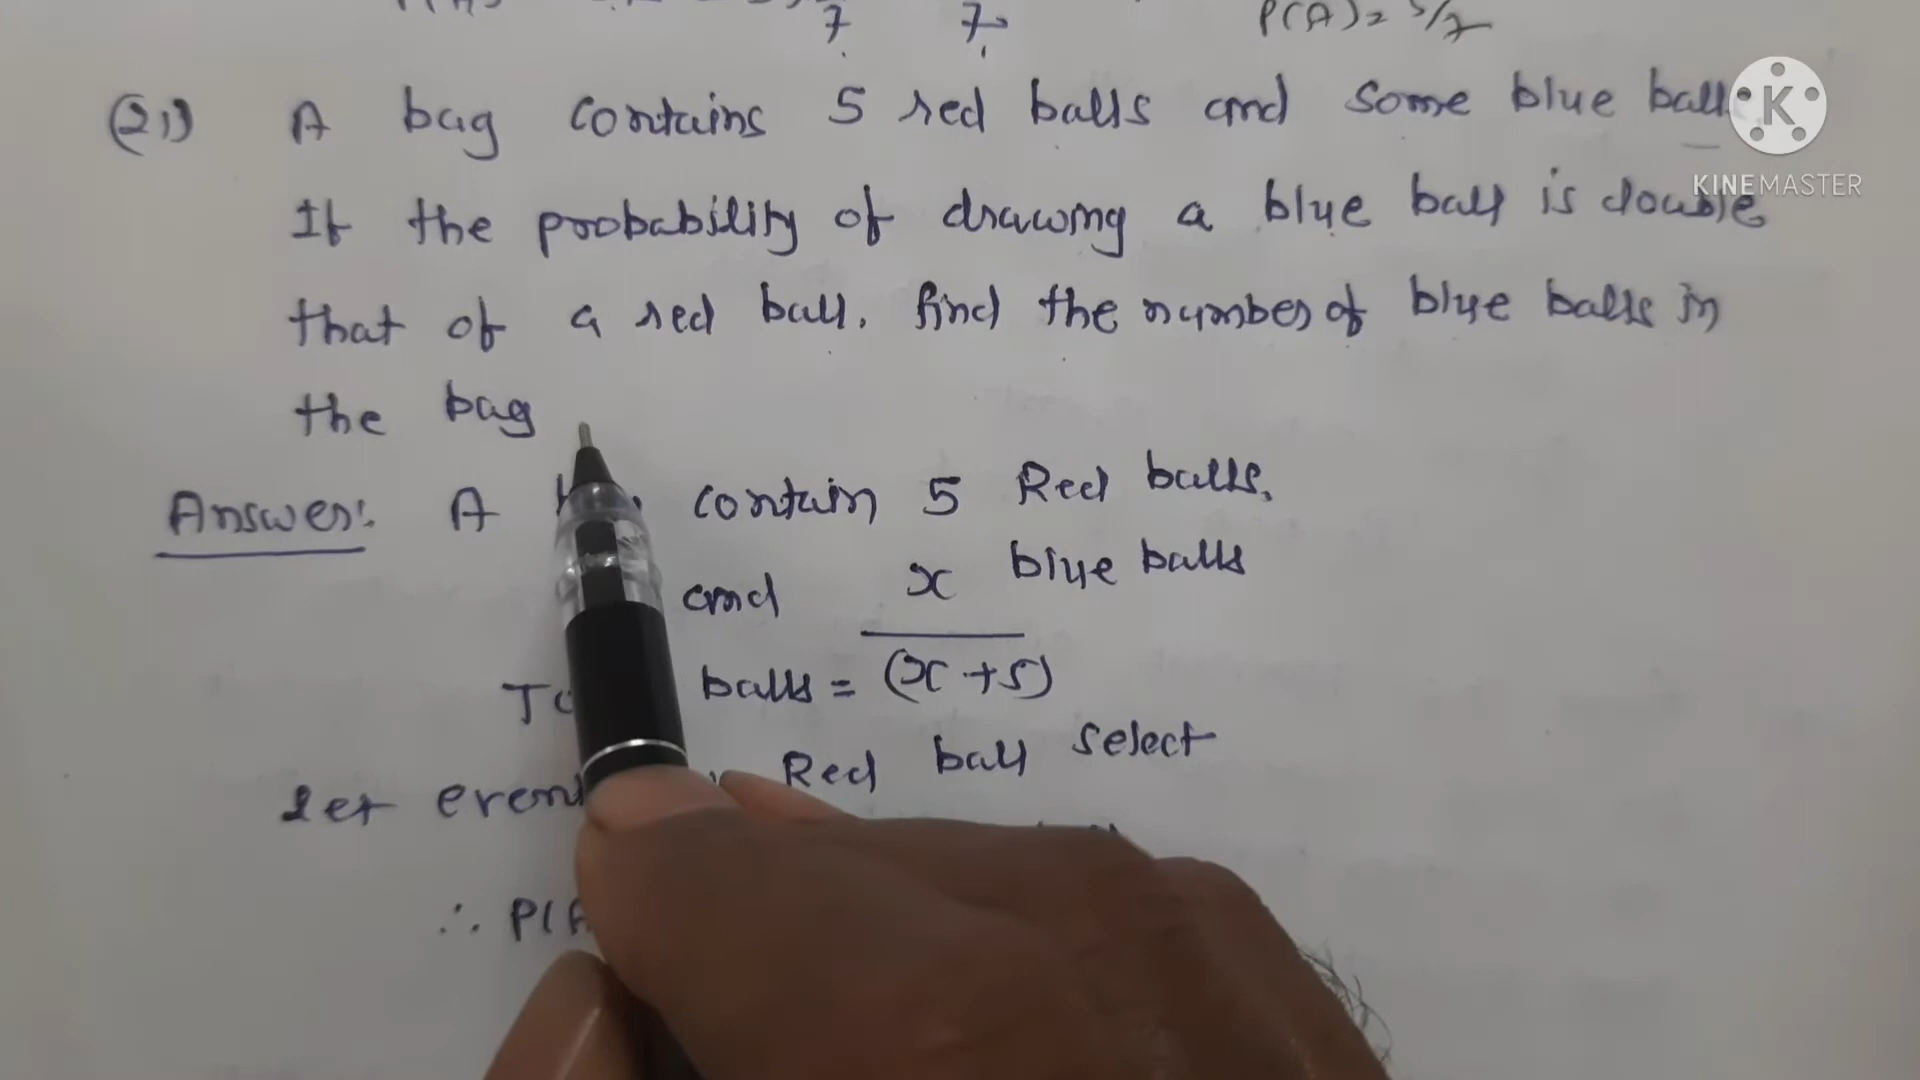 7 7 P(A)= 5/7
(21) A bag contains 5 red balls and some blue ball
If the probability of drawing a blue ball is double
that of a red ball. find the number of blue balls in
the bag
Answer: A contain 5 Red balls,
and x blue balls
balls = (x+5)
let event Red ball select
∴ P(A
K
KINEMASTER